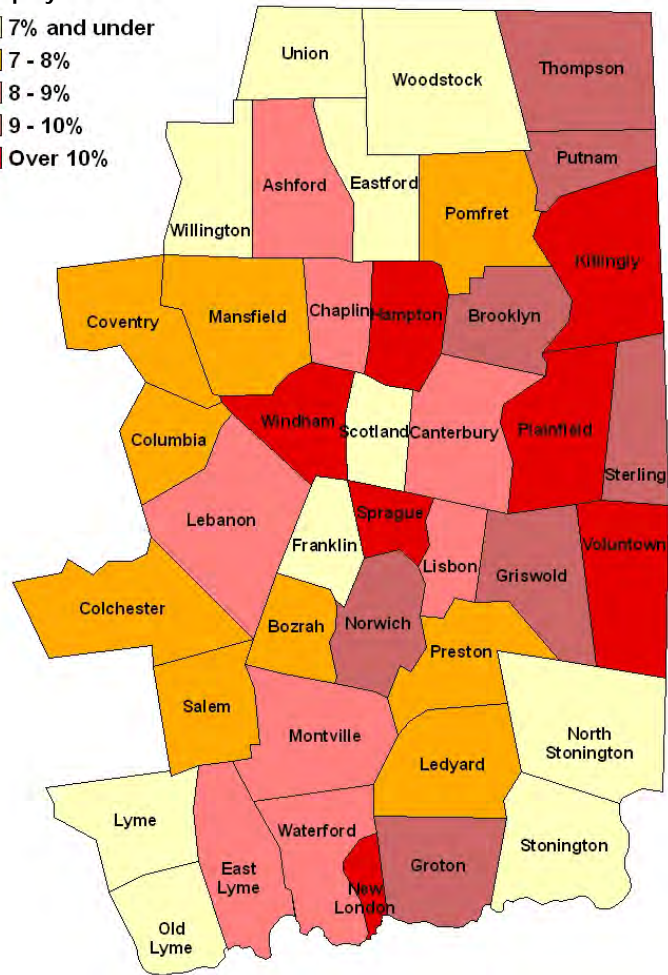 7% and under
7 - 8%
8 - 9%
9 - 10%
Over 10%
Union
Woodstock
Thompson
Putnam
Ashford
Eastford
Pomfret
Willington
Killingly
Coventry
Mansfield
Chaplin
Hampton
Brooklyn
Columbia
Windham
Scotland
Canterbury
Plainfield
Sterling
Lebanon
Sprague
Franklin
Lisbon
Griswold
Voluntown
Colchester
Bozrah
Norwich
Preston
Salem
Montville
Ledyard
North
Stonington
Lyme
Waterford
Stonington
East
Lyme
Groton
New
London
Old
Lyme